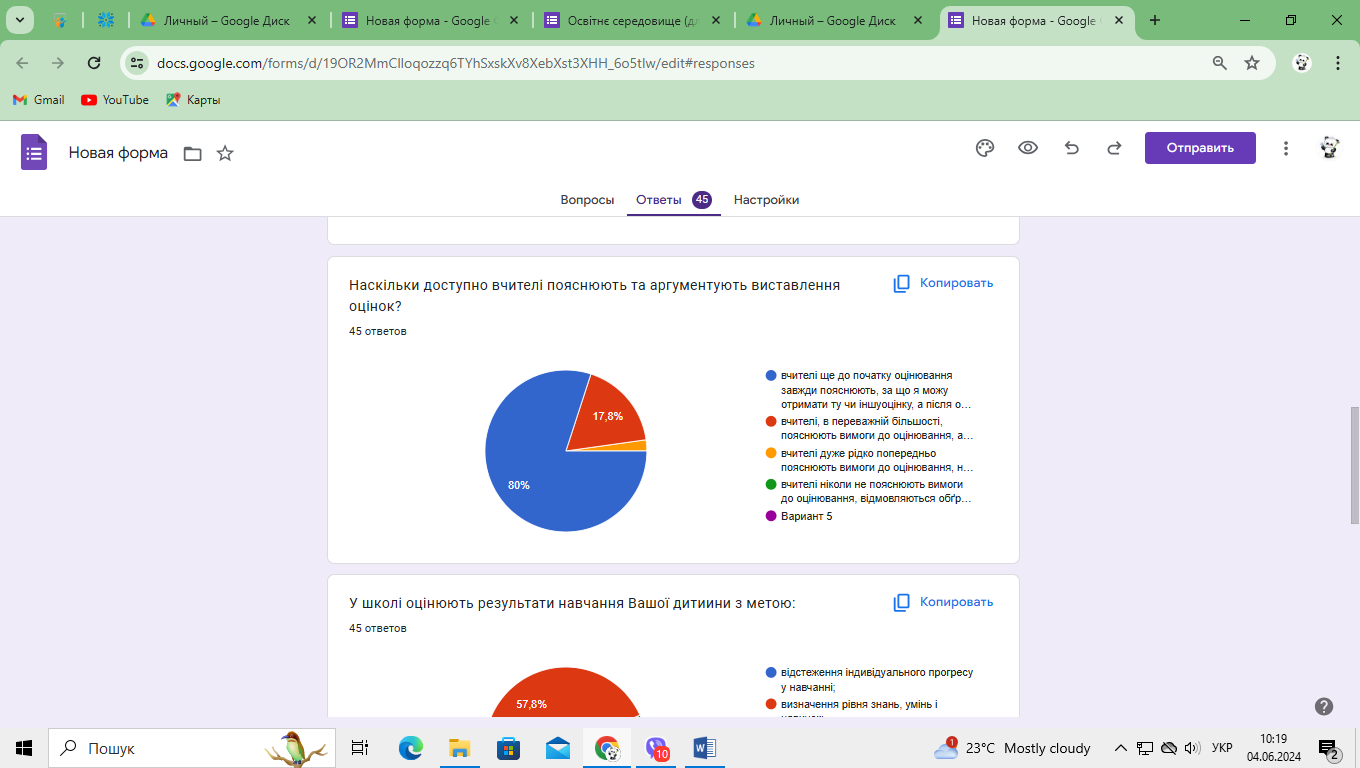 Личный – Google Диск
Новая форма - Google
Освітнє середовище (д
Личный – Google Диск
Новая форма - Google
docs.google.com/forms/d/19OR2MmClloqozzq6TYhSxskXv8XebXst3XHH_6o5tlw/edit#responses
Gmail
YouTube
Карты
Новая форма
Отправить
Вопросы
Ответы 45
Настройки
Наскільки доступно вчителі пояснюють та аргументують виставлення
оцінок?
Копировать
45 ответов
17,8%
80%
вчителі ще до початку оцінювання
завжди пояснюють, за що я можу
отримати ту чи іншуоцінку, а після о…
вчителі, в переважній більшості,
пояснюють вимоги до оцінювання, а…
вчителі дуже рідко попередньо
пояснюють вимоги до оцінювання, н…
вчителі ніколи не пояснюють вимоги
до оцінювання, відмовляються обґр…
Вариант 5
У школі оцінюють результати навчання Вашої дитиини з метою:
Копировать
45 ответов
57,8%
відстеження індивідуального прогресу
у навчанні;
визначення рівня знань, умінь і
Пошук
10
1
23°C Mostly cloudy
УКР
10:19
04.06.2024
2